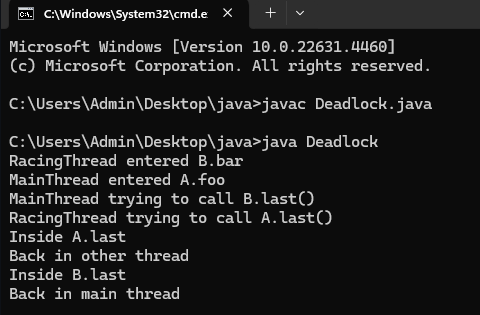 C:\Windows\System32\cmd.e
Microsoft Windows [Version 10.0.22631.4460]
(c) Microsoft Corporation. All rights reserved.
C:\Users\Admin\Desktop\java>javac Deadlock.java
C:\Users\Admin\Desktop\java>java Deadlock
RacingThread entered B.bar
MainThread entered A.foo
MainThread trying to call B.last()
RacingThread trying to call A.last()
Inside A.last
Back in other thread
Inside B.last
Back in main thread